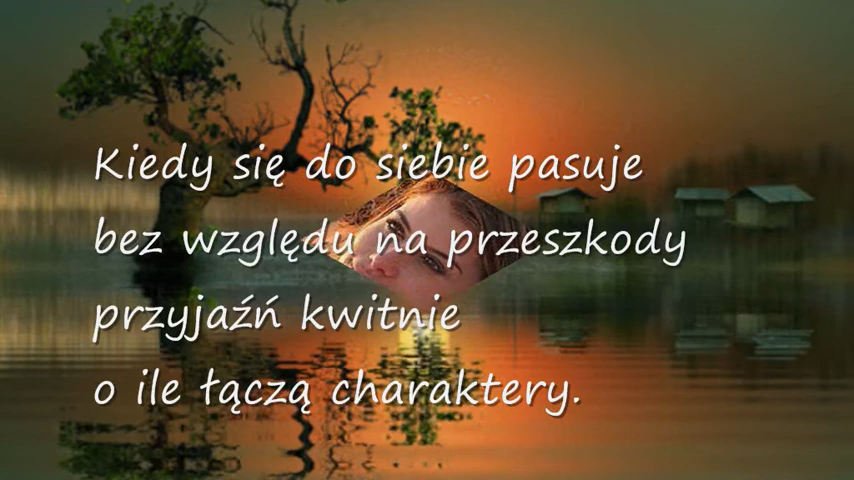 Kiedy się do siebie pasuje
bez względu na przeszkody
przyjaźń kwitnie
o ile łączą charaktery.